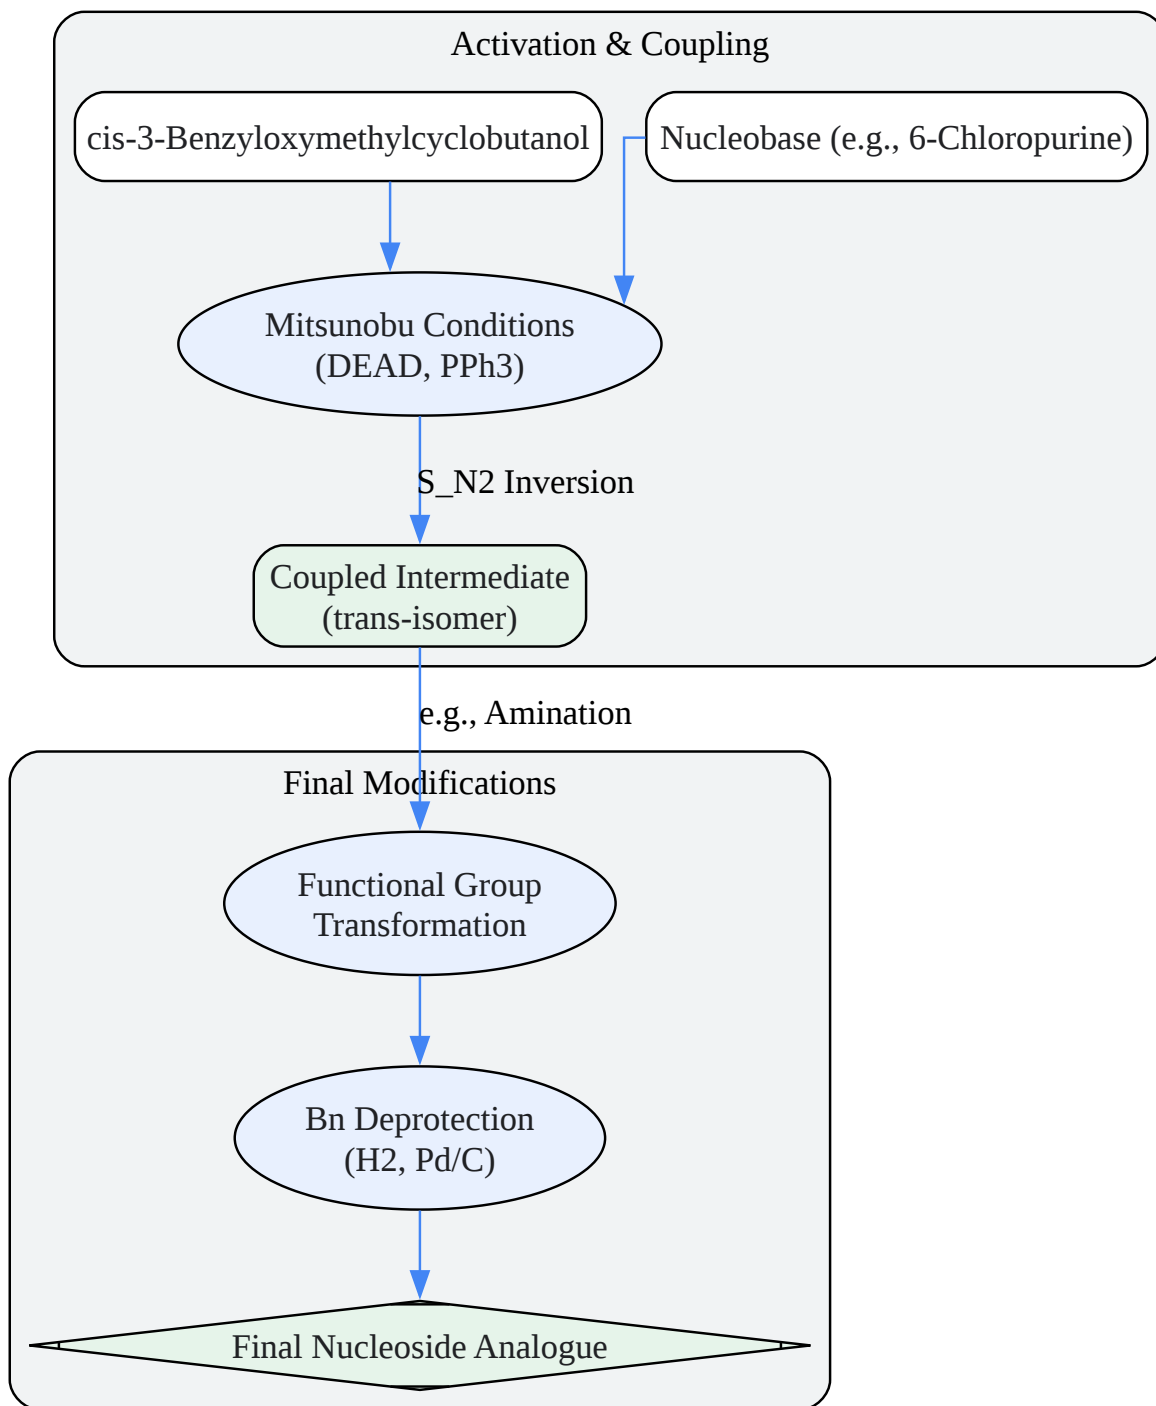 Activation & Coupling
cis-3-Benzyloxymethylcyclobutanol
Nucleobase (e.g., 6-Chloropurine)
Mitsunobu Conditions
(DEAD, PPh3)
S_N2 Inversion
Coupled Intermediate
(trans-isomer)
e.g., Amination
Final Modifications
Functional Group
Transformation
Bn Deprotection
(H2, Pd/C)
Final Nucleoside Analogue